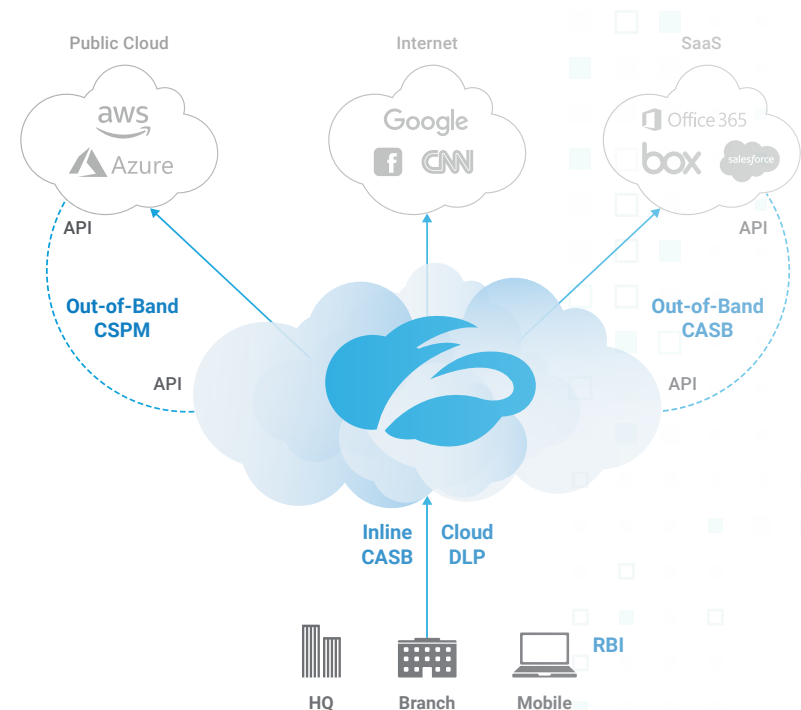 Public Cloud
Internet
SaaS
aws
Azure
Google
f
CNN
Office 365
box
salesforce
API
API
Out-of-Band
CSPM
Out-of-Band
CASB
API
API
Inline
CASB
Cloud
DLP
RBI
HQ
Branch
Mobile